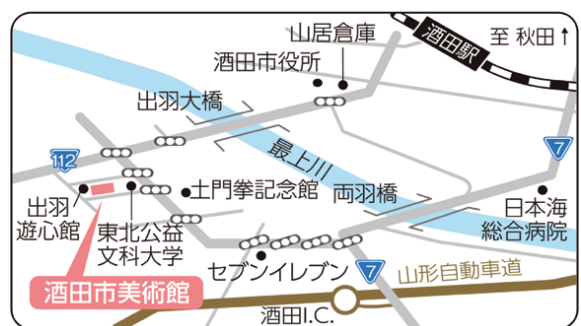 山居倉庫
酒田駅
至 秋田↑
酒田市役所
出羽大橋
最上川
112
7
土門拳記念館
両羽橋
出羽
遊心館
東北公益
文科大学
日本海
総合病院
セブンイレブン
7
山形自動車道
酒田市美術館
酒田I.C.